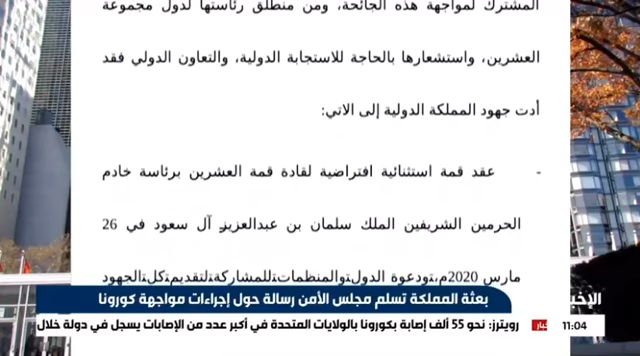 المشترك لمواجهة هذه الجائحة، ومن منطلق رئاستها لدول مجموعة
العشرين، واستشعارها بالحاجة للاستجابة الدولية، والتعاون الدولي فقد
أدت جهود المملكة الدولية إلى الاتي:
- عقد قمة استثنائية افتراضية لقادة قمة العشرين برئاسة خادم
الحرمين الشريفين الملك سلمان بن عبدالعزيز آل سعود في 26
مارس 2020م، ودعوة الدول والمنظمات للمشاركة لتقديم كل الجهود
بعثة المملكة تسلم مجلس الأمن رسالة حول إجراءات مواجهة كورونا
رويترز: نحو 55 ألف إصابة بكورونا بالولايات المتحدة في أكبر عدد من الإصابات يسجل في دولة خلال
11:04